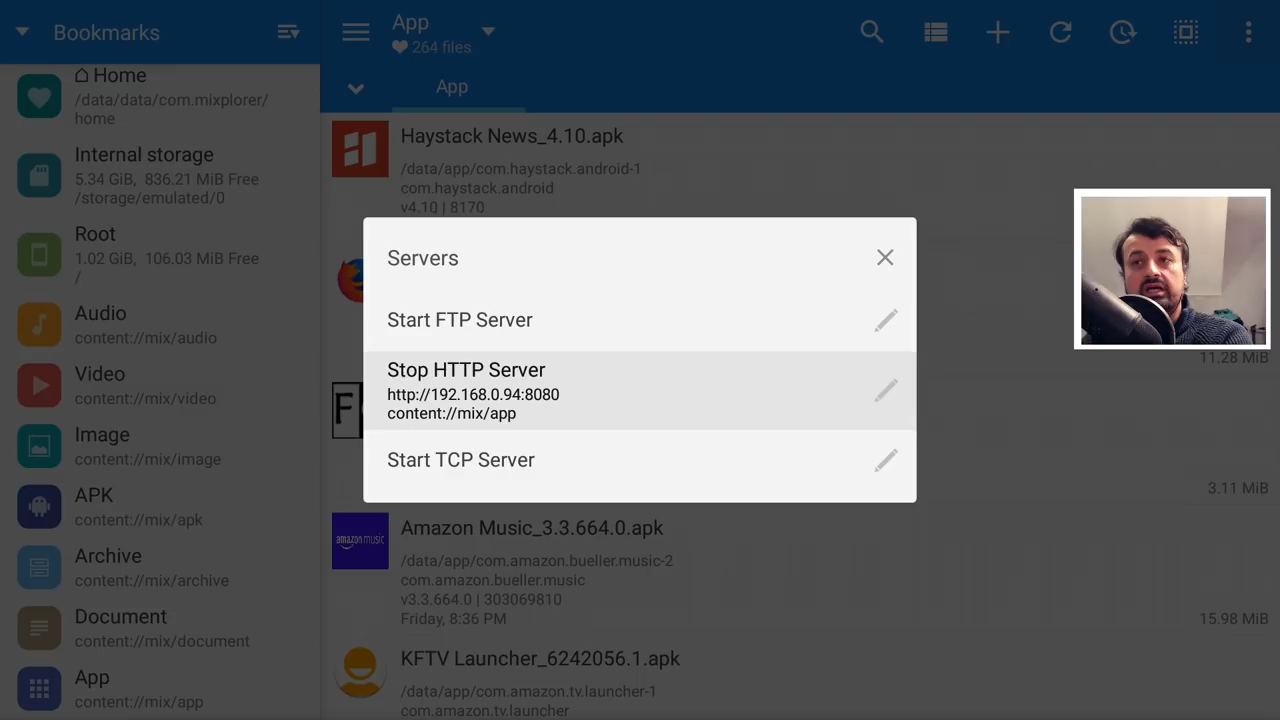 Bookmarks
Home
/data/data/com.mixplorer/
home
Internal storage
5.34 GiB, 836.21 MiB Free
/storage/emulated/0
Root
1.02 GiB, 106.03 MiB Free
/
Audio
content://mix/audio
Video
content://mix/video
Image
content://mix/image
APK
content://mix/apk
Archive
content://mix/archive
Document
content://mix/document
App
content://mix/app
App
264 files
App
Haystack News_4.10.apk
/data/app/com.haystack.android-1
com.haystack.android
v4.10 | 8170
11.28 MiB
Servers
Start FTP Server
Stop HTTP Server
http://192.168.0.94:8080
content://mix/app
Start TCP Server
F
3.11 MiB
amazon music
Amazon Music_3.3.664.0.apk
/data/app/com.amazon.bueller.music-2
com.amazon.bueller.music
v3.3.664.0 | 303069810
Friday, 8:36 PM
15.98 MiB
KFTV Launcher_6242056.1.apk
/data/app/com.amazon.tv.launcher-1
com.amazon.tv.launcher